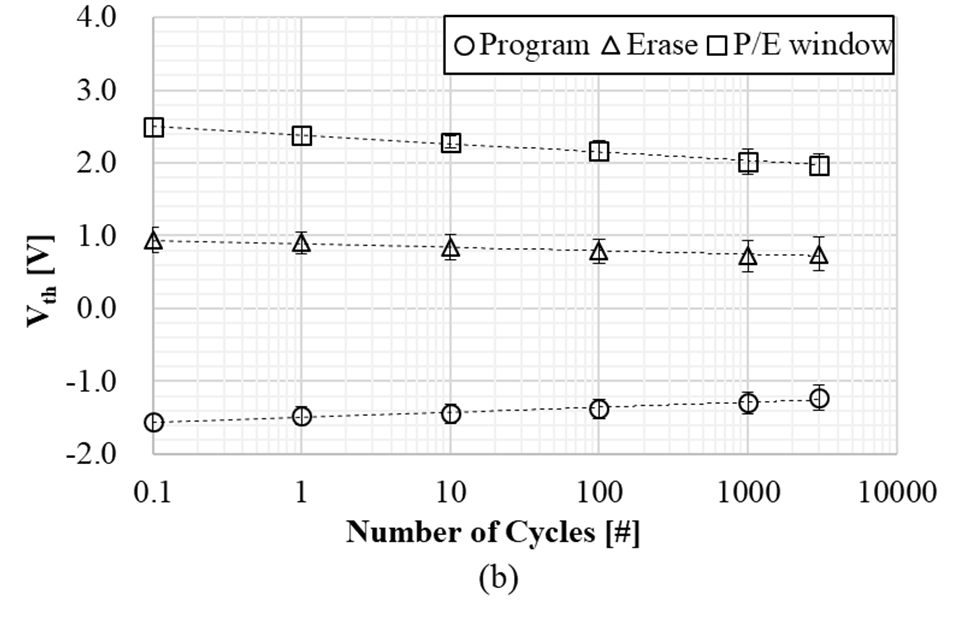 4.0
○ Program △ Erase □ P/E window
3.0
2.0
1.0
0.0
-1.0
-2.0
Vth [V]
0.1 1 10 100 1000 10000
Number of Cycles [#]
(b)